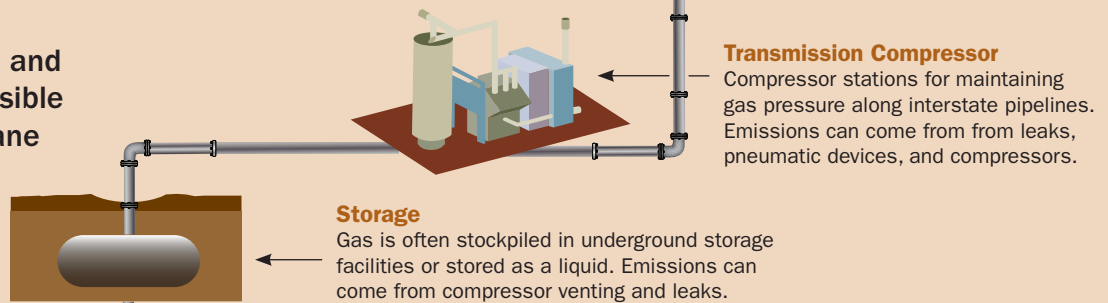 and
Transmission Compressor
Compressor stations for maintaining
gas pressure along interstate pipelines.
Emissions can come from from leaks,
pneumatic devices, and compressors.
Storage
Gas is often stockpiled in underground storage
facilities or stored as a liquid. Emissions can
come from compressor venting and leaks.